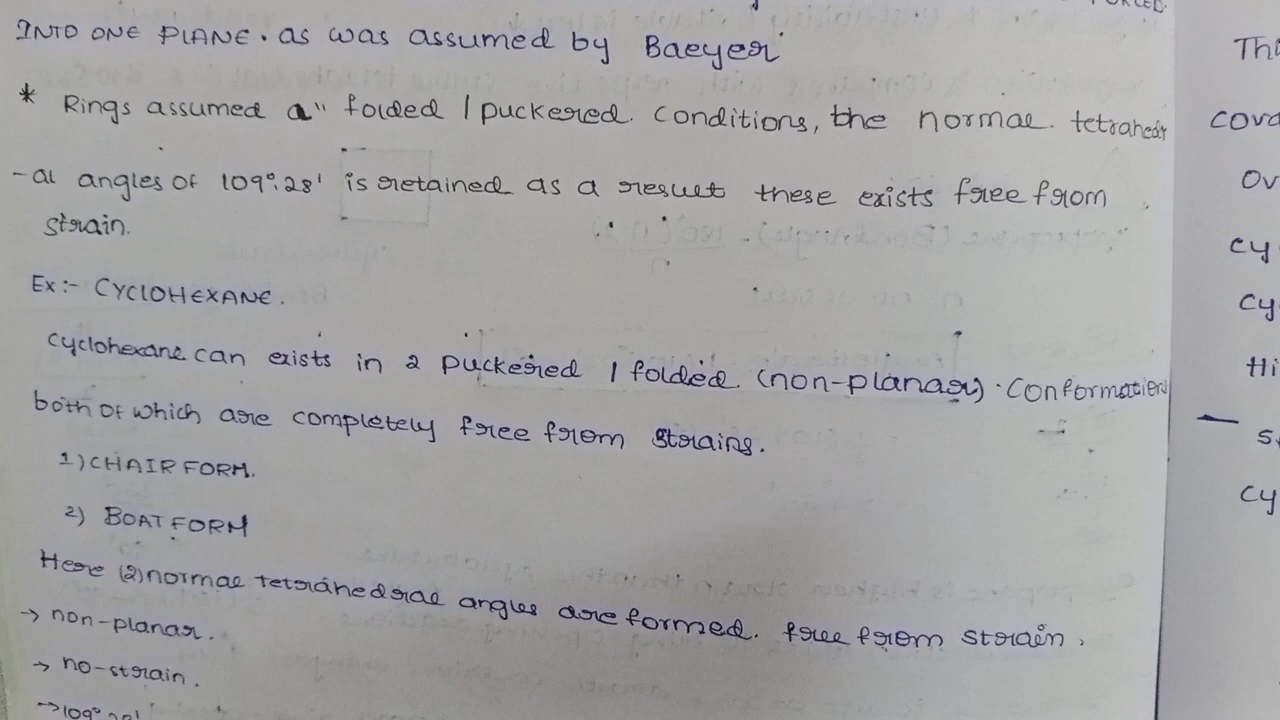 INTO ONE PLANE. as was assumed by Baeyer
* Rings assumed a" folded / puckered. conditions, the normal tetrahedr
-al angles of 109°:28' is retained as a result these exists free from
strain.
Ex:- CYCLOHEXANE.
cyclohexane can exists in 2 puckered / folded (non-planar). conformation
both of which are completely free from strains.
1) CHAIR FORM.
2) BOAT FORM
Here (2) normal tetrahedral angles are formed. free from strain.
→ non-planar.
→ no-strain.
→109° 28'
Thi
cova
Ov
cy
cy
Hi
cy